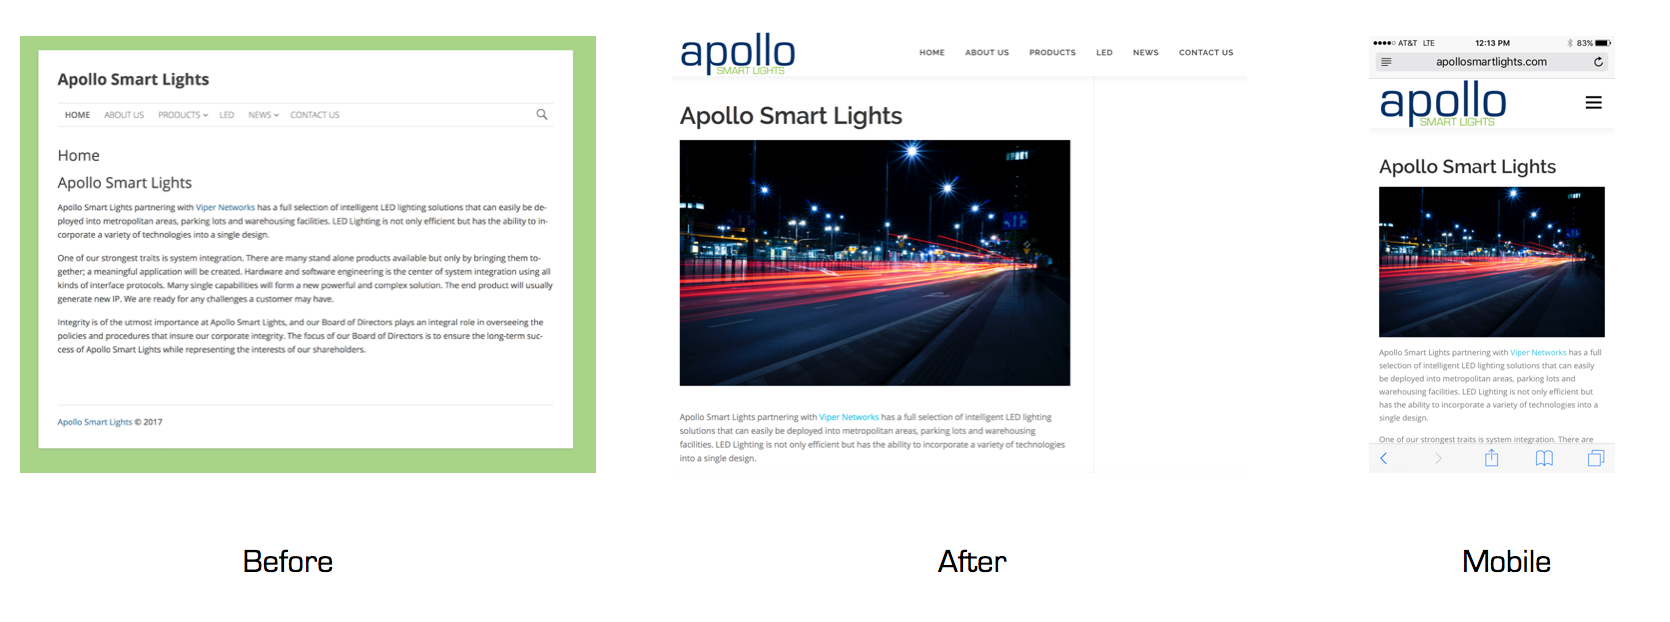 Apollo Smart Lights
HOME ABOUT US PRODUCTS LED NEWS CONTACT US
Home
Apollo Smart Lights
Apollo Smart Lights partnering with Viper Networks has a full selection of intelligent LED lighting solutions that can easily be de-
ployed into metropolitan areas, parking lots and warehousing facilities. LED Lighting is not only efficient but has the ability to in-
corporate a variety of technologies into a single design.
One of our strongest traits is system integration. There are many stand alone products available but only by bringing them to-
gether; a meaningful application will be created. Hardware and software engineering is the center of system integration using all
kinds of interface protocols. Many single capabilities will form a new powerful and complex solution. The end product will usually
generate new IP. We are ready for any challenges a customer may have.
Integrity is of the utmost importance at Apollo Smart Lights, and our Board of Directors plays an integral role in overseeing the
policies and procedures that insure our corporate integrity. The focus of our Board of Directors is to ensure the long-term suc-
cess of Apollo Smart Lights while representing the interests of our shareholders.
Apollo Smart Lights © 2017
Before
apollo
SMART LIGHTS
HOME ABOUT US PRODUCTS LED NEWS CONTACT US
Apollo Smart Lights
Apollo Smart Lights partnering with Viper Networks has a full selection of intelligent LED lighting
solutions that can easily be deployed into metropolitan areas, parking lots and warehousing
facilities. LED Lighting is not only efficient but has the ability to incorporate a variety of technologies
into a single design.
After
AT&T LTE 12:13 PM 83%
apollosmartlights.com
apollo
SMART LIGHTS
Apollo Smart Lights
Apollo Smart Lights partnering with Viper Networks has a full
selection of intelligent LED lighting solutions that can easily
be deployed into metropolitan areas, parking lots and
warehousing facilities. LED Lighting is not only efficient but
has the ability to incorporate a variety of technologies into a
single design.
One of our strongest traits is system integration. There are
Mobile